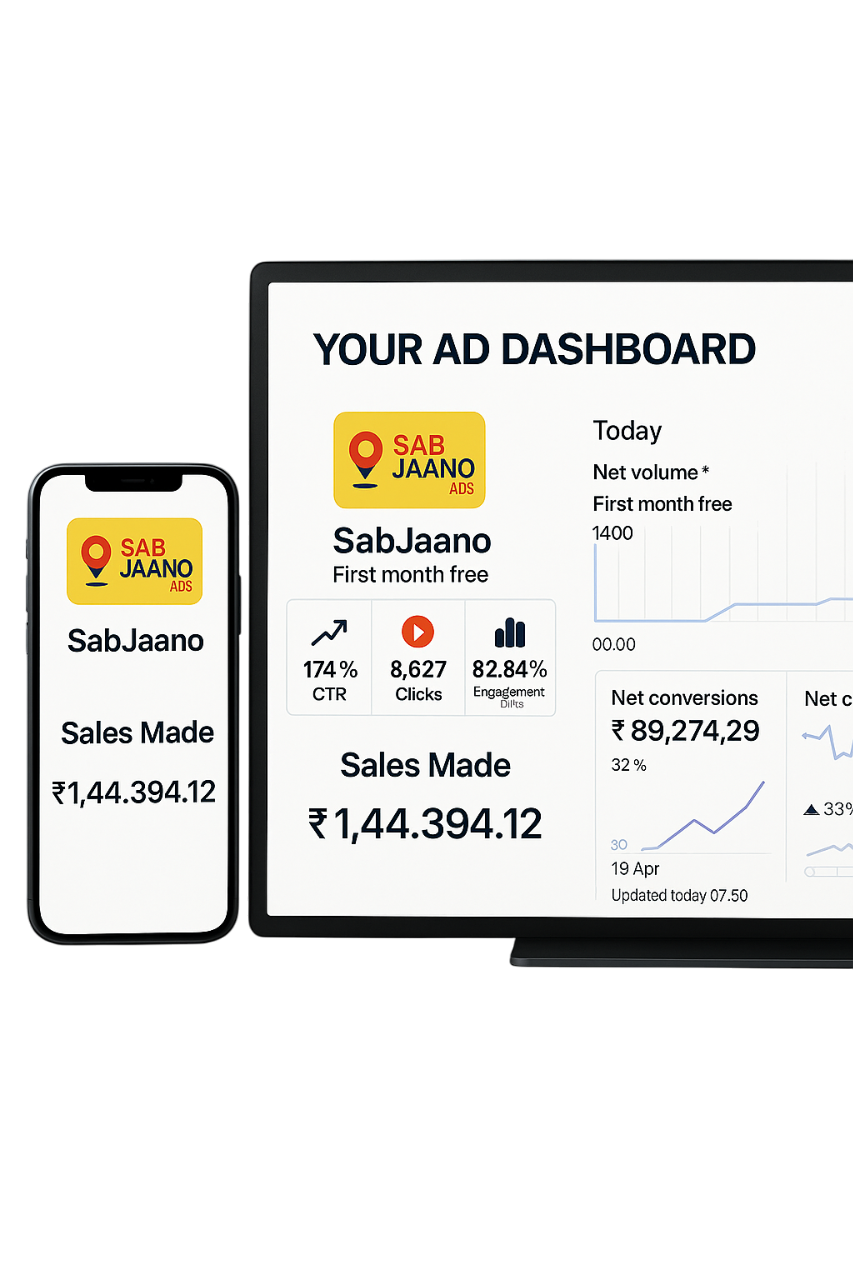 SAB
JAANO
ADS
SabJaano
Sales Made
₹1,44.394.12
YOUR AD DASHBOARD
SAB
JAANO
ADS
SabJaano
First month free
174 %
CTR
8,627
Clicks
82.84%
Engagement
Sales Made
₹ 1,44.394.12
Today
Net volume *
First month free
1400
00.00
Net conversions
₹ 89,274,29
32 %
30
19 Apr
Updated today 07.50
Net c
33%